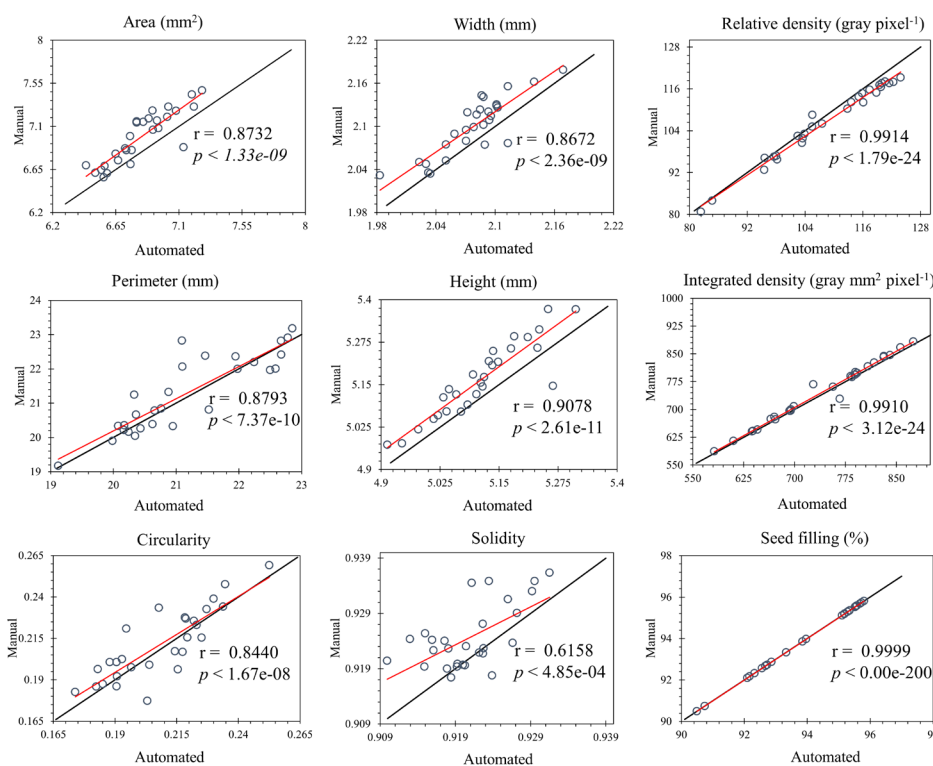 Area (mm²)
8
7.55
7.1
6.65
6.2
Manual
6.2 6.65 7.1 7.55 8
Automated
r = 0.8732
p < 1.33e-09
Width (mm)
2.22
2.16
2.1
2.04
1.98
Manual
1.98 2.04 2.1 2.16 2.22
Automated
r = 0.8672
p < 2.36e-09
Relative density (gray pixel⁻¹)
128
116
104
92
80
Manual
80 92 104 116 128
Automated
r = 0.9914
p < 1.79e-24
Perimeter (mm)
24
23
22
21
20
19
Manual
19 20 21 22 23
Automated
r = 0.8793
p < 7.37e-10
Height (mm)
5.4
5.275
5.15
5.025
4.9
Manual
4.9 5.025 5.15 5.275 5.4
Automated
r = 0.9078
p < 2.61e-11
Integrated density (gray mm² pixel⁻¹)
1000
925
850
775
700
625
550
Manual
550 625 700 775 850
Automated
r = 0.9910
p < 3.12e-24
Circularity
0.265
0.24
0.215
0.19
0.165
Manual
0.165 0.19 0.215 0.24 0.265
Automated
r = 0.8440
p < 1.67e-08
Solidity
0.939
0.929
0.919
0.909
Manual
0.909 0.919 0.929 0.939
Automated
r = 0.6158
p < 4.85e-04
Seed filling (%)
98
96
94
92
90
Manual
90 92 94 96
Automated
r = 0.9999
p < 0.00e-200